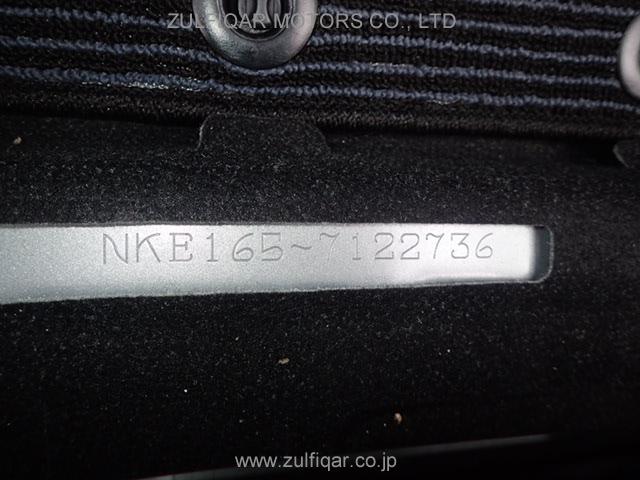 ZULFIQAR MOTORS CO., LTD
NKE165-7122736
www.zulfiqar.co.jp